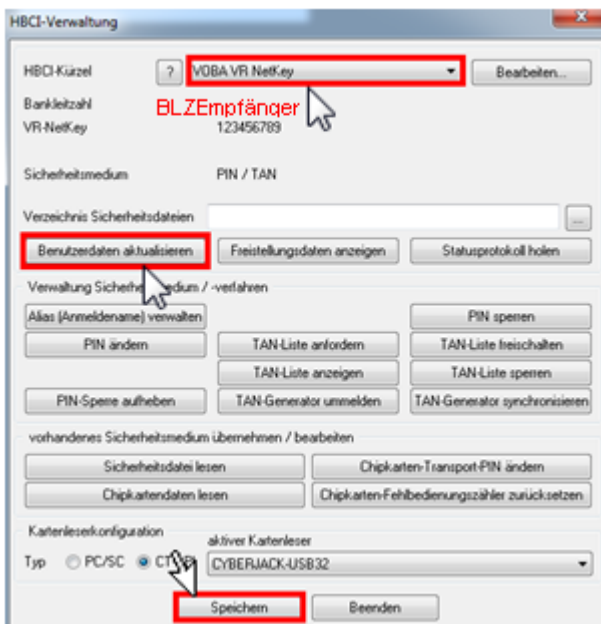 HBCI-Verwaltung
HBCI-Kürzel ? VOBA VR NetKey Bearbeiten...
Bankleitzahl BLZEmpfänger
VR-NetKey 123456789
Sicherheitsmedium PIN / TAN
Verzeichnis Sicherheitsdateien ...
Benutzerdaten aktualisieren Freistellungsdaten anzeigen Statusprotokoll holen
Verwaltung / -verfahren
Alias (Anmeldename) verwalten PIN sperren
PIN ändern TAN-Liste anfordern TAN-Liste freischalten
TAN-Liste anzeigen TAN-Liste sperren
PIN-Sperre aufheben TAN-Generator ummelden TAN-Generator synchronisieren
vorhandenes Sicherheitsmedium übernehmen / bearbeiten
Sicherheitsdatei lesen Chipkarten-Transport-PIN ändern
Chipkartendaten lesen Chipkarten-Fehlbedienungszähler zurücksetzen
Kartenleserkonfiguration aktiver Kartenleser
Typ PC/SC CYBERJACK-USB32
Speichern Beenden